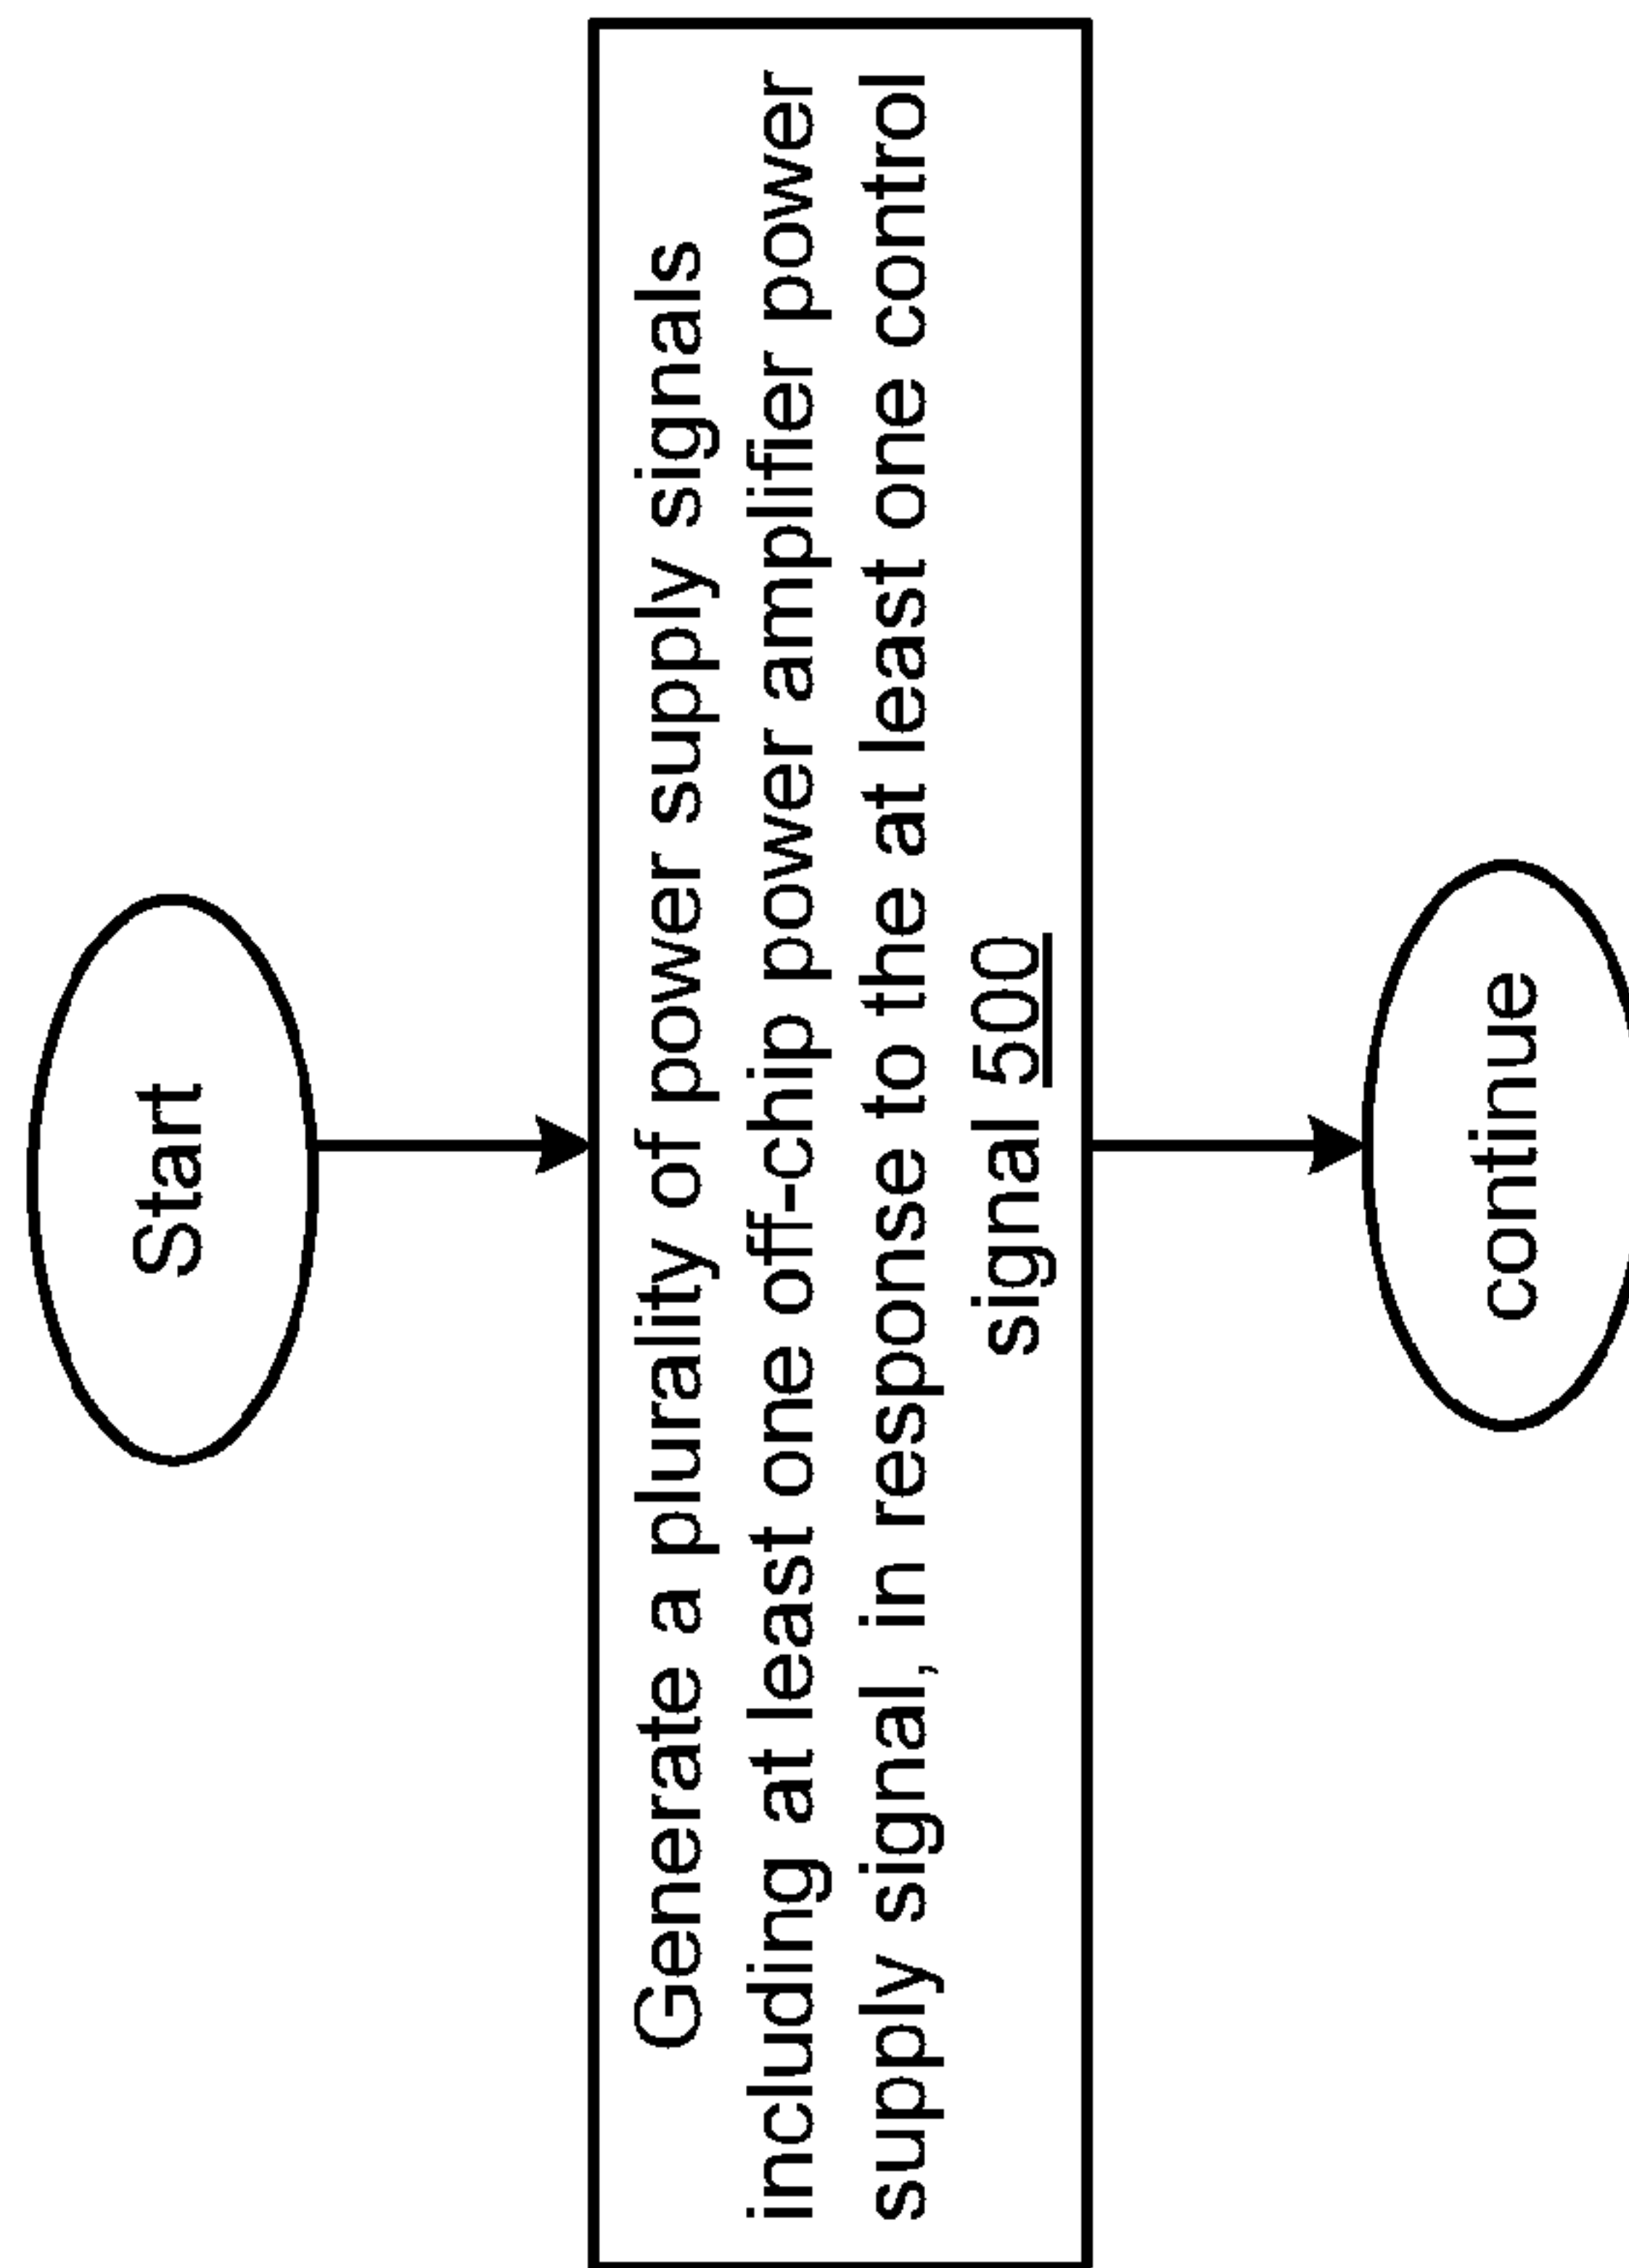 Start
Generate a plurality of power supply signals
including at least one off-chip power amplifier power
supply signal, in response to the at least one control
signal 500
continue